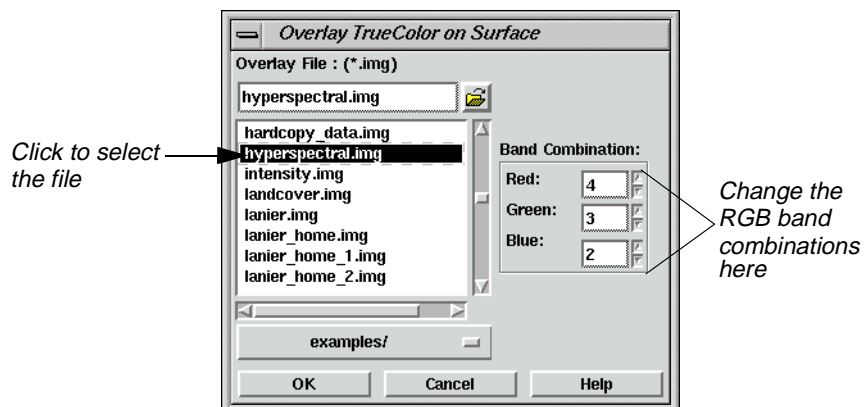 Overlay TrueColor on Surface
Overlay File : (*.img)
hyperspectral.img
hardcopy_data.img
hyperspectral.img
intensity.img
landcover.img
lanier.img
lanier_home.img
lanier_home_1.img
lanier_home_2.img
examples/
Band Combination:
Red: 4
Green: 3
Blue: 2
OK Cancel Help
Click to select
the file
Change the
RGB band
combinations
here